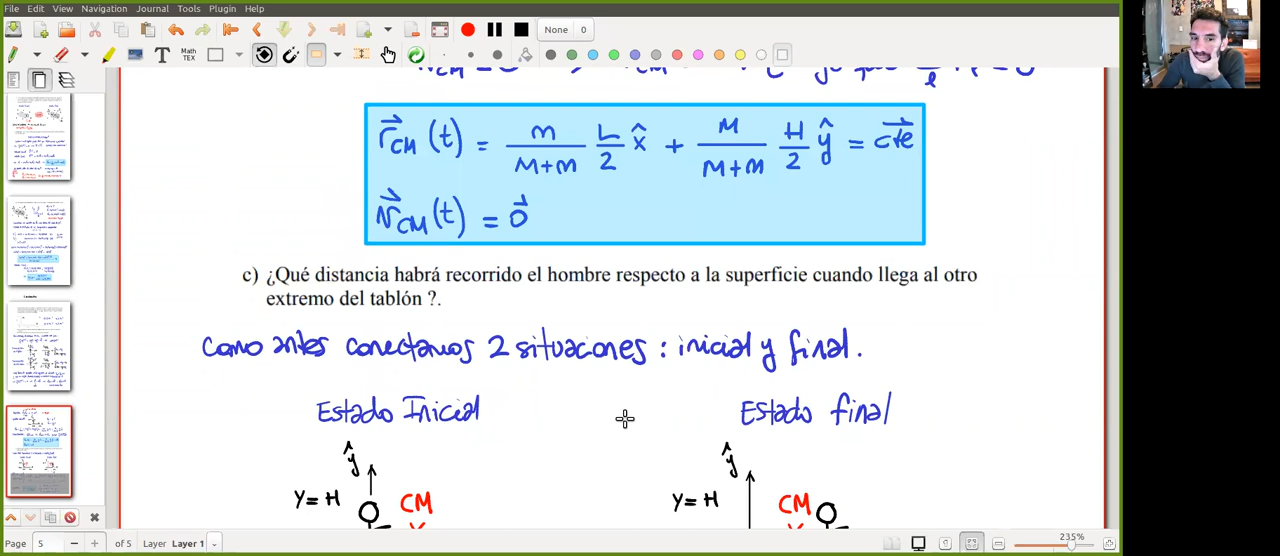 File Edit View Navigation Journal Tools Plugin Help
None 0
T Math LaTeX
r⃗CM (t) = m/(M+m) L/2 x̂ + M/(M+m) H/2 ŷ = cte
v⃗CM (t) = 0⃗
c) ¿Qué distancia habrá recorrido el hombre respecto a la superficie cuando llega al otro
extremo del tablón ?.
Como antes conectamos 2 situaciones : inicial y final.
Estado Inicial Estado final
ŷ ŷ
Y = H CM Y = H CM
Page 5 of 5 Layer Layer 1 235%